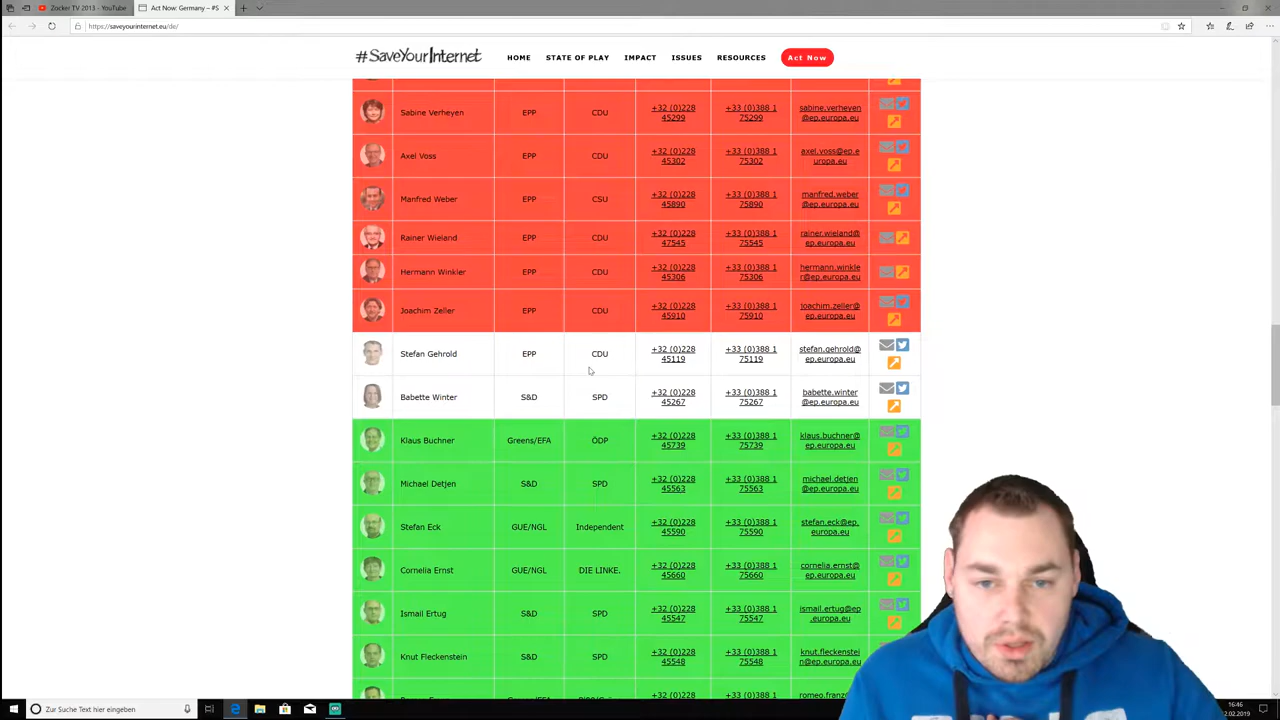 Zocker TV 2013 - YouTube
Act Now: Germany – #S
https://saveyourinternet.eu/de/
#SaveYourInternet
HOME STATE OF PLAY IMPACT ISSUES RESOURCES Act Now
Sabine Verheyen EPP CDU +32 (0)228 45299 +33 (0)388 1 75299 sabine.verheyen@ep.europa.eu
Axel Voss EPP CDU +32 (0)228 45302 +33 (0)388 1 75302 axel.voss@ep.europa.eu
Manfred Weber EPP CSU +32 (0)228 45890 +33 (0)388 1 75890 manfred.weber@ep.europa.eu
Rainer Wieland EPP CDU +32 (0)228 47545 +33 (0)388 1 75545 rainer.wieland@ep.europa.eu
Hermann Winkler EPP CDU +32 (0)228 45306 +33 (0)388 1 75306 hermann.winkler@ep.europa.eu
Joachim Zeller EPP CDU +32 (0)228 45910 +33 (0)388 1 75910 joachim.zeller@ep.europa.eu
Stefan Gehrold EPP CDU +32 (0)228 45119 +33 (0)388 1 75119 stefan.gehrold@ep.europa.eu
Babette Winter S&D SPD +32 (0)228 45267 +33 (0)388 1 75267 babette.winter@ep.europa.eu
Klaus Buchner Greens/EFA ÖDP +32 (0)228 45739 +33 (0)388 1 75739 klaus.buchner@ep.europa.eu
Michael Detjen S&D SPD +32 (0)228 45563 +33 (0)388 1 75563 michael.detjen@ep.europa.eu
Stefan Eck GUE/NGL Independent +32 (0)228 45590 +33 (0)388 1 75590 stefan.eck@ep.europa.eu
Cornelia Ernst GUE/NGL DIE LINKE. +32 (0)228 45660 +33 (0)388 1 75660 cornelia.ernst@ep.europa.eu
Ismail Ertug S&D SPD +32 (0)228 45547 +33 (0)388 1 75547 ismail.ertug@ep.europa.eu
Knut Fleckenstein S&D SPD +32 (0)228 45548 +33 (0)388 1 75548 knut.fleckenstein@ep.europa.eu
Zur Suche Text hier eingeben
16:46
2.02.2019